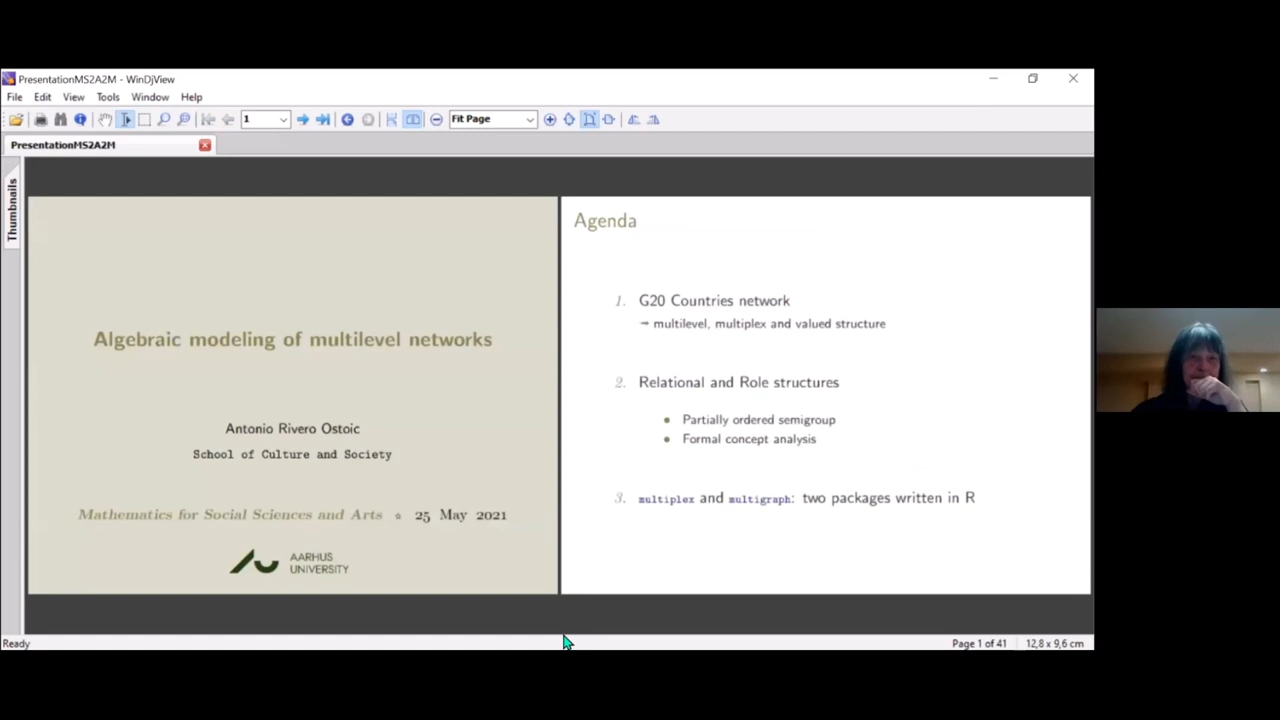 PresentationMS2A2M - WinDjView
File Edit View Tools Window Help
1 Fit Page
PresentationMS2A2M
Thumbnails
Algebraic modeling of multilevel networks
Antonio Rivero Ostoic
School of Culture and Society
Mathematics for Social Sciences and Arts ☆ 25 May 2021
AARHUS
UNIVERSITY
Agenda
1. G20 Countries network
→ multilevel, multiplex and valued structure
2. Relational and Role structures
• Partially ordered semigroup
• Formal concept analysis
3. multiplex and multigraph: two packages written in R
Ready Page 1 of 41 12,8 x 9,6 cm